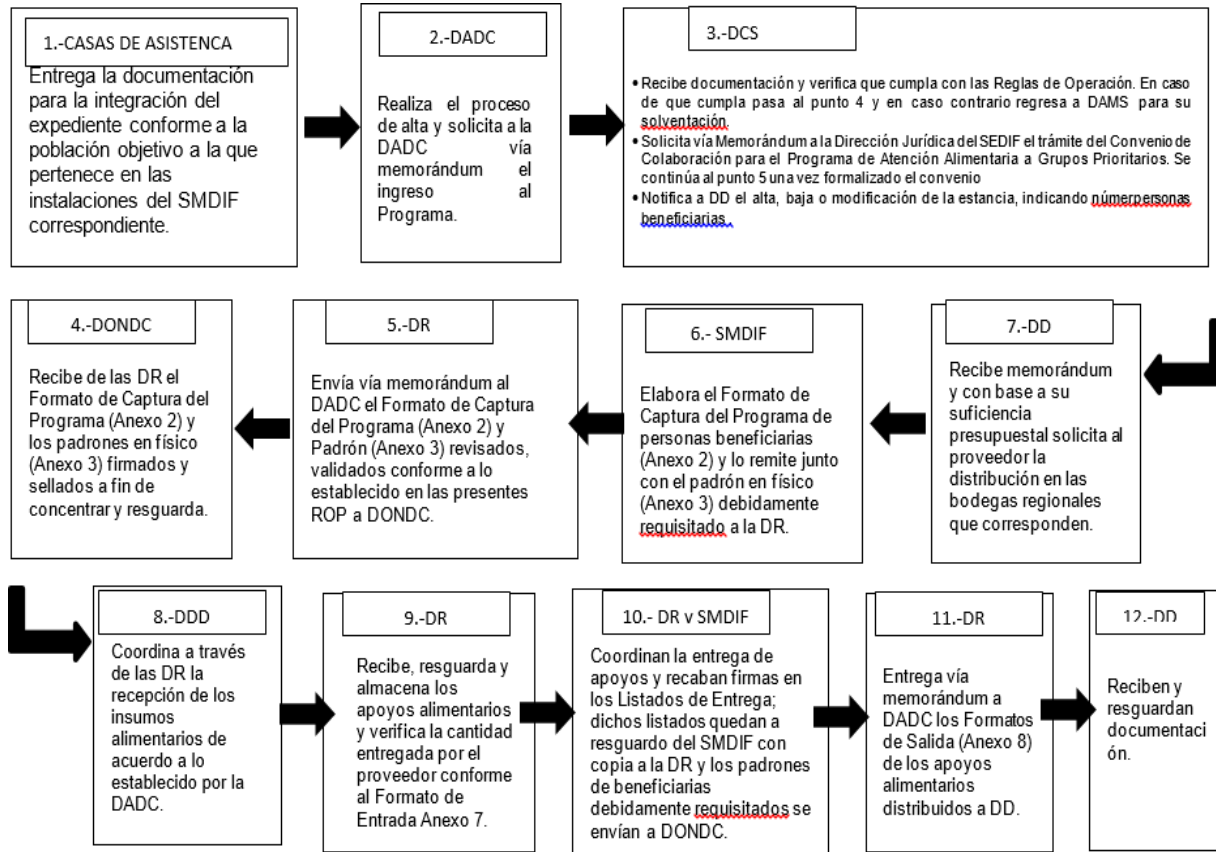 1.-CASAS DE ASISTENCA
Entrega la documentación
para la integración del
expediente conforme a la
población objetivo a la que
pertenece en las
instalaciones del SMDIF
correspondiente.
2.-DADC
Realiza el proceso
de alta y solicita a la
DADC vía
memorándum el
ingreso al
Programa.
3.-DCS
• Recibe documentación y verifica que cumpla con las Reglas de Operación. En caso
de que cumpla pasa al punto 4 y en caso contrario regresa a DAMS para su
solventación.
• Solicita vía Memorándum a la Dirección Jurídica del SEDIF el trámite del Convenio de
Colaboración para el Programa de Atención Alimentaria a Grupos Prioritarios. Se
continúa al punto 5 una vez formalizado el convenio
• Notifica a DD el alta, baja o modificación de la estancia, indicando númerpersonas
beneficiarias .
4.-DONDC
Recibe de las DR el
Formato de Captura del
Programa (Anexo 2) y
los padrones en físico
(Anexo 3) firmados y
sellados a fin de
concentrar y resguarda.
5.-DR
Envía vía memorándum al
DADC el Formato de Captura
del Programa (Anexo 2) y
Padrón (Anexo 3) revisados,
validados conforme a lo
establecido en las presentes
ROP a DONDC.
6.- SMDIF
Elabora el Formato de
Captura del Programa de
personas beneficiarias
(Anexo 2) y lo remite junto
con el padrón en físico
(Anexo 3) debidamente
requisitado a la DR.
7.-DD
Recibe memorándum
y con base a su
suficiencia
presupuestal solicita al
proveedor la
distribución en las
bodegas regionales
que corresponden.
8.-DDD
Coordina a través
de las DR la
recepción de los
insumos
alimentarios de
acuerdo a lo
establecido por la
DADC.
9.-DR
Recibe, resguarda y
almacena los
apoyos alimentarios
y verifica la cantidad
entregada por el
proveedor conforme
al Formato de
Entrada Anexo 7.
10.- DR y SMDIF
Coordinan la entrega de
apoyos y recaban firmas en
los Listados de Entrega;
dichos listados quedan a
resguardo del SMDIF con
copia a la DR y los padrones
de beneficiarias
debidamente requisitados se
envían a DONDC.
11.-DR
Entrega vía
memorándum a
DADC los Formatos
de Salida (Anexo 8)
de los apoyos
alimentarios
distribuidos a DD.
12.-DD
Reciben y
resguardan
documentaci
ón.